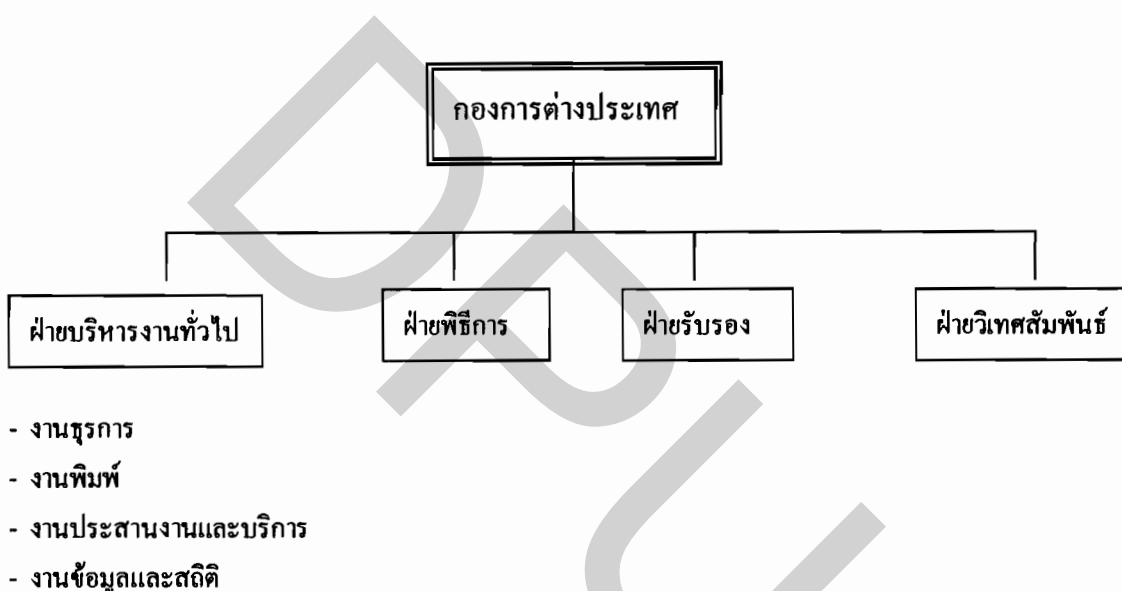 กองการต่างประเทศ
ฝ่ายบริหารงานทั่วไป
ฝ่ายพิธีการ
ฝ่ายรับรอง
ฝ่ายวิเทศสัมพันธ์
- งานธุรการ
- งานพิมพ์
- งานประสานงานและบริการ
- งานข้อมูลและสถิติ
DPU